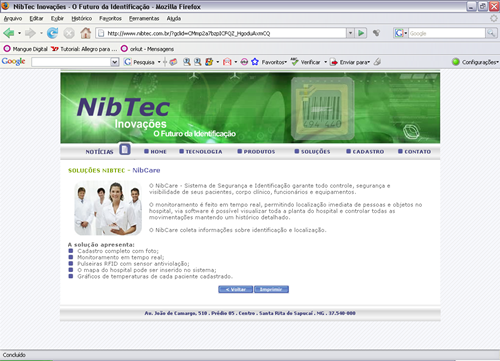 NibTec Inovações - O Futuro da Identificação - Mozilla Firefox
Arquivo Editar Exibir Histórico Favoritos Ferramentas Ajuda
http://www.nibtec.com.br/?gclid=CMmp2a7bzpICFQZ_HgoduAxmCQ
Google
Mangue Digital Tutorial: Allegro para ... orkut - Mensagens
Google Pesquisa Favoritos Verificar Enviar para Configurações
NibTec
Inovações
O Futuro da Identificação
NOTÍCIAS HOME TECNOLOGIA PRODUTOS SOLUÇÕES CADASTRO CONTATO
SOLUÇÕES NIBTEC - NibCare
O NibCare - Sistema de Segurança e Identificação garante todo controle, segurança e
visibilidade de seus pacientes, corpo clínico, funcionários e equipamentos.
O monitoramento é feito em tempo real, permitindo localização imediata de pessoas e objetos no
hospital, via software é possível visualizar toda a planta do hospital e controlar todas as
movimentações mantendo um histórico detalhado.
O NibCare coleta informações sobre identificação e localização.
A solução apresenta:
Cadastro completo com foto;
Monitoramento em tempo real;
Pulseiras RFID com sensor antiviolação;
O mapa do hospital pode ser inserido no sistema;
Gráficos de temperaturas de cada paciente cadastrado.
< Voltar Imprimir
Av. João de Camargo, 510 . Prédio 05 . Centro . Santa Rita do Sapucaí . MG . 37.540-000
Concluído